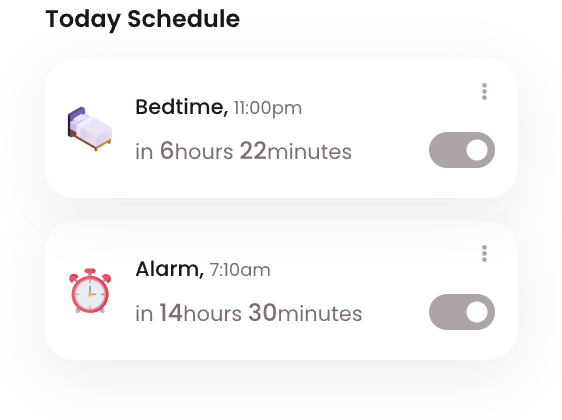 Today Schedule
Bedtime, 11:00pm
in 6hours 22minutes
Alarm, 7:10am
in 14hours 30minutes